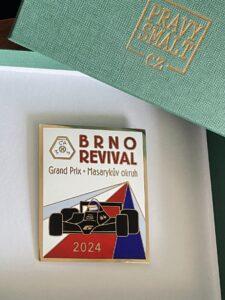 PRAVÝ
SMALT
CZ
BRNO
REVIVAL
Grand Prix • Masarykův okruh
2024